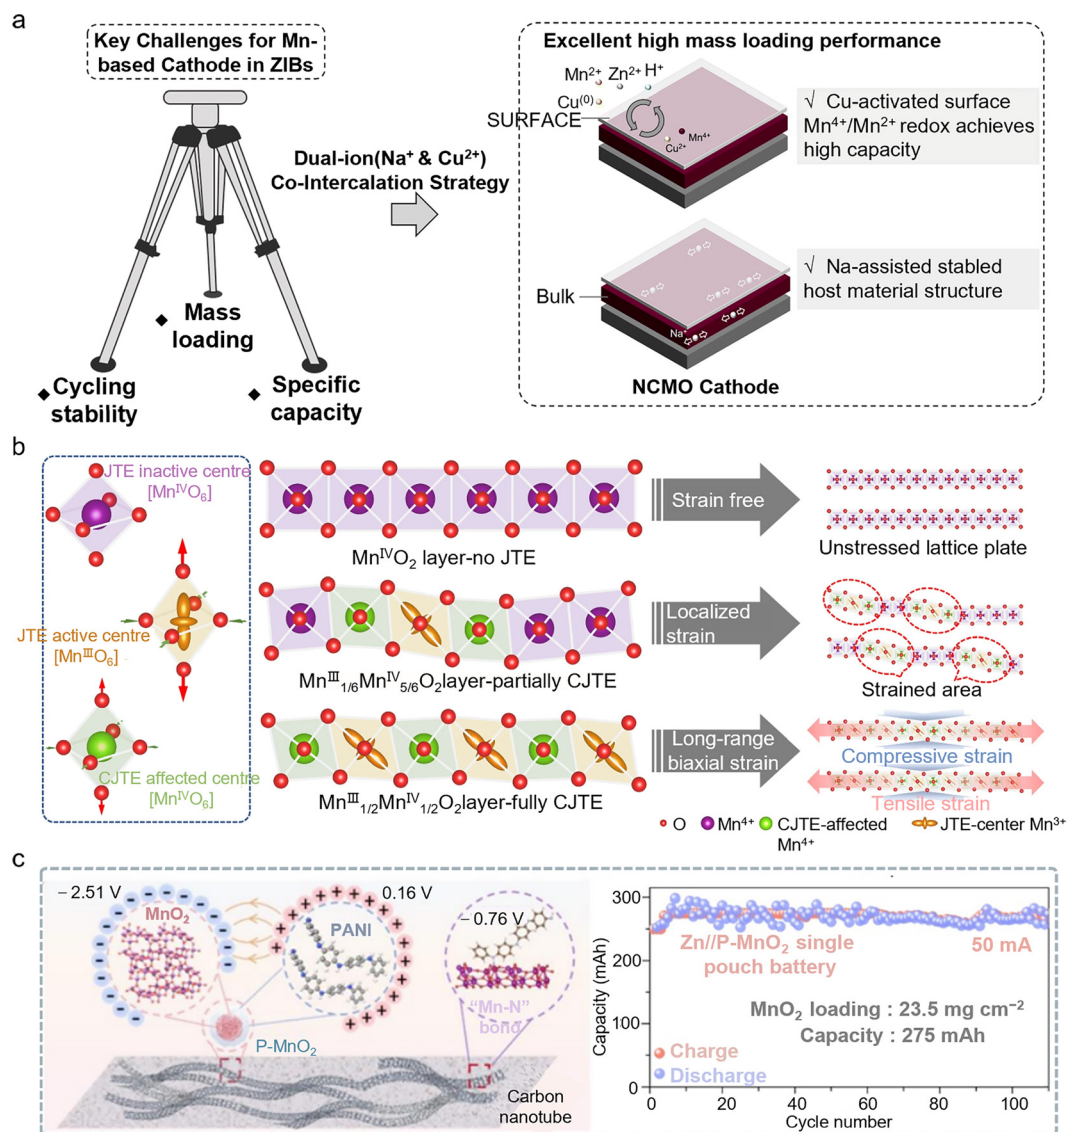 a
Key Challenges for Mn-
based Cathode in ZIBs
Dual-ion(Na⁺ & Cu²⁺)
Co-Intercalation Strategy
Mass
loading
Cycling
stability
Specific
capacity
Excellent high mass loading performance
Mn²⁺ Zn²⁺ H⁺
Cu⁽⁰⁾
SURFACE
Mn⁴⁺
Cu²⁺
√ Cu-activated surface
Mn⁴⁺/Mn²⁺ redox achieves
high capacity
Bulk
Na⁺
√ Na-assisted stabled
host material structure
NCMO Cathode
b
JTE inactive centre
[MnᴵⱽO₆]
JTE active centre
[MnᴵᴵᴵO₆]
CJTE affected centre
[MnᴵⱽO₆]
MnᴵⱽO₂ layer-no JTE
Strain free
Unstressed lattice plate
Mnᴵᴵᴵ₁/₆Mnᴵⱽ₅/₆O₂layer-partially CJTE
Localized
strain
Strained area
Mnᴵᴵᴵ₁/₂Mnᴵⱽ₁/₂O₂layer-fully CJTE
Long-range
biaxial strain
Compressive strain
Tensile strain
O Mn⁴⁺ CJTE-affected
Mn⁴⁺
JTE-center Mn³⁺
c
– 2.51 V
MnO₂
0.16 V
PANI
– 0.76 V
“Mn-N”
bond
P-MnO₂
Carbon
nanotube
Capacity (mAh)
300
250
100
0
Zn//P-MnO₂ single
pouch battery
50 mA
MnO₂ loading : 23.5 mg cm⁻²
Capacity : 275 mAh
Charge
Discharge
0 20 40 60 80 100
Cycle number